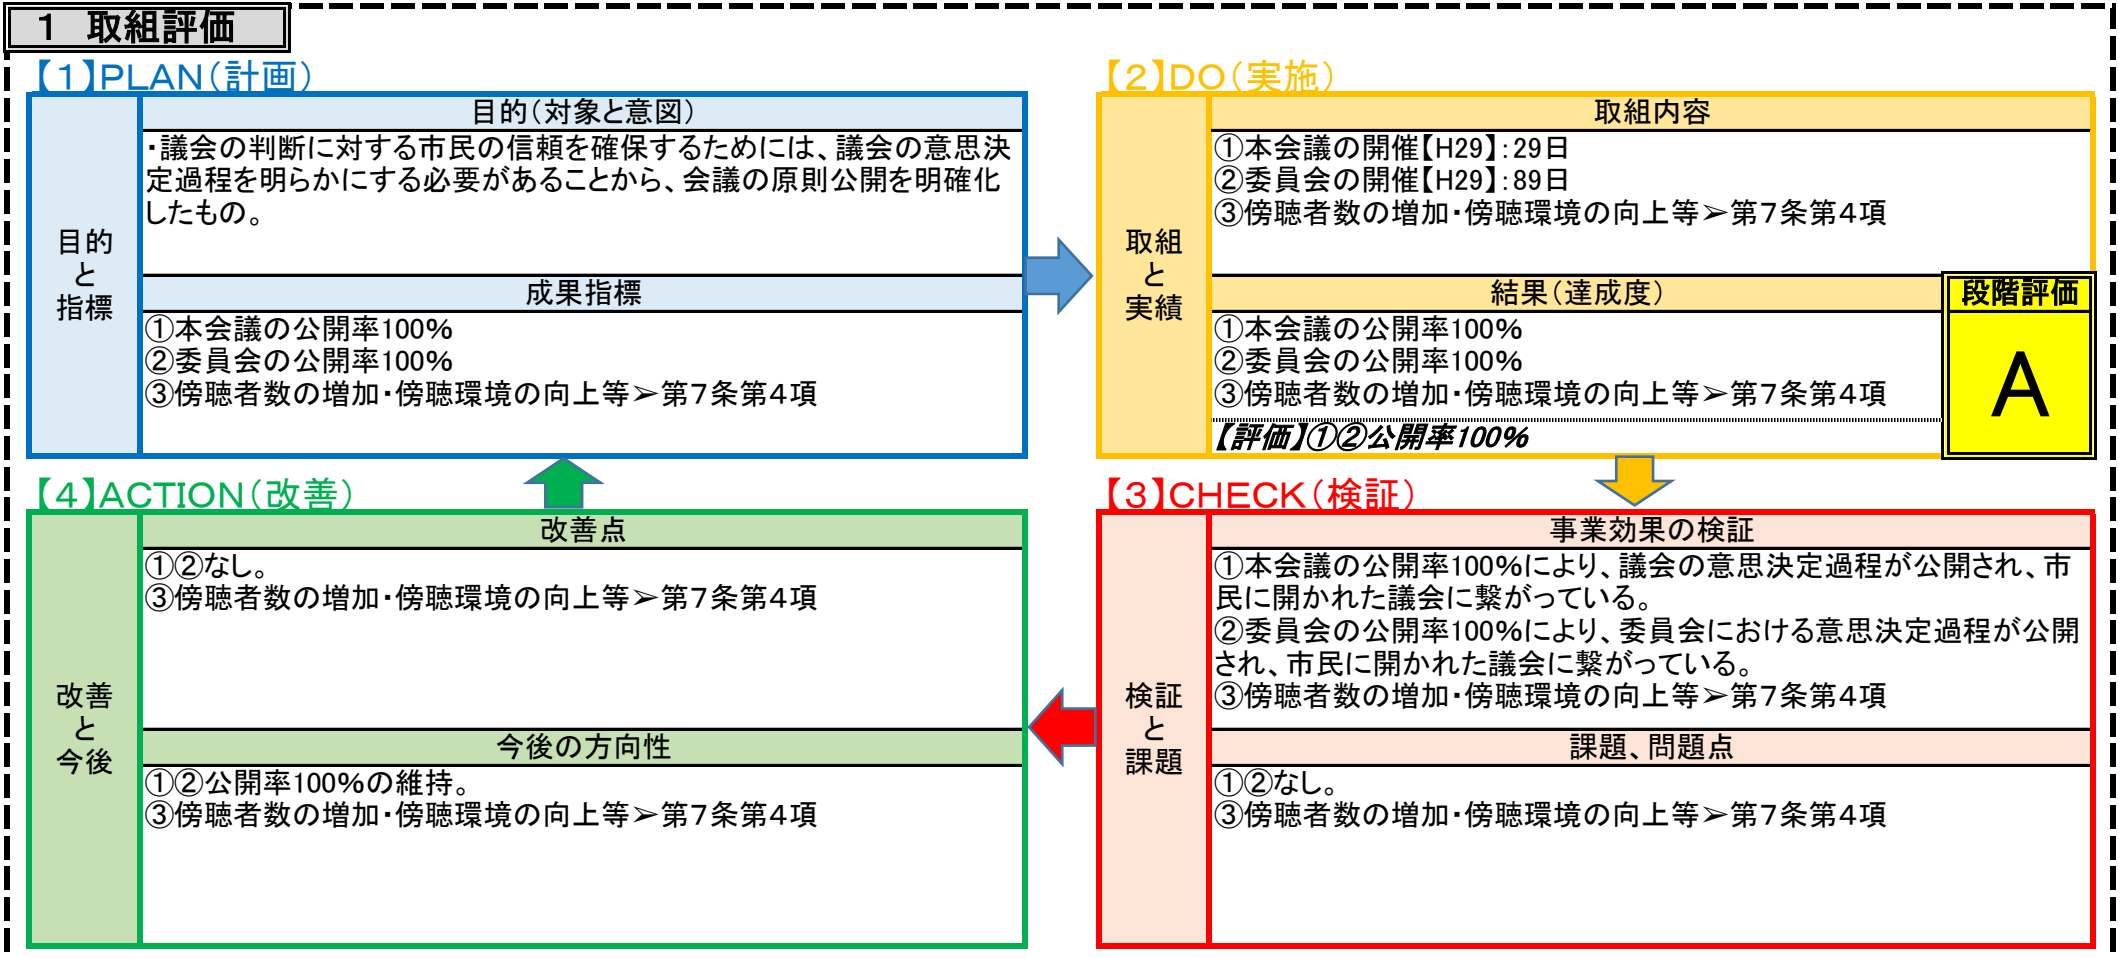 １ 取組評価
【１】ＰＬＡＮ（計画）
目的
と
指標
目的（対象と意図）
・議会の判断に対する市民の信頼を確保するためには、議会の意思決
定過程を明らかにする必要があることから、会議の原則公開を明確化
したもの。
成果指標
①本会議の公開率100％
②委員会の公開率100％
③傍聴者数の増加・傍聴環境の向上等➢第７条第４項
【２】ＤＯ（実施）
取組
と
実績
取組内容
①本会議の開催【H29】：29日
②委員会の開催【H29】：89日
③傍聴者数の増加・傍聴環境の向上等➢第７条第４項
結果（達成度）
①本会議の公開率100％
②委員会の公開率100％
③傍聴者数の増加・傍聴環境の向上等➢第７条第４項
【評価】①②公開率100％
段階評価
Ａ
【３】ＣＨＥＣＫ（検証）
検証
と
課題
事業効果の検証
①本会議の公開率100％により、議会の意思決定過程が公開され、市
民に開かれた議会に繋がっている。
②委員会の公開率100％により、委員会における意思決定過程が公開
され、市民に開かれた議会に繋がっている。
③傍聴者数の増加・傍聴環境の向上等➢第７条第４項
課題、問題点
①②なし。
③傍聴者数の増加・傍聴環境の向上等➢第７条第４項
【４】ＡＣＴＩＯＮ（改善）
改善
と
今後
改善点
①②なし。
③傍聴者数の増加・傍聴環境の向上等➢第７条第４項
今後の方向性
①②公開率100％の維持。
③傍聴者数の増加・傍聴環境の向上等➢第７条第４項